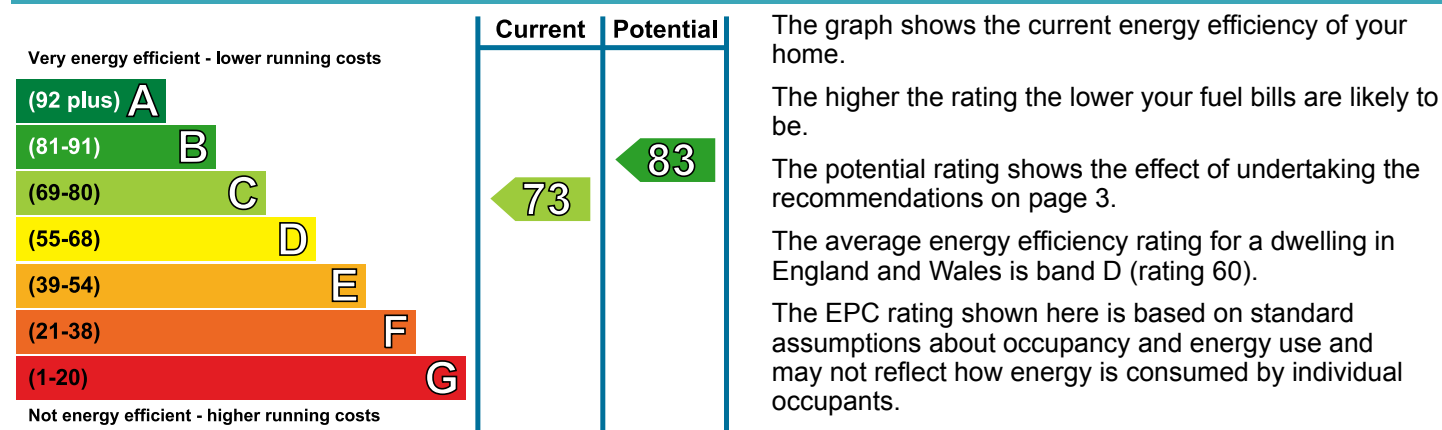 Current Potential
Very energy efficient - lower running costs
(92 plus) A
(81-91) B
(69-80) C
(55-68) D
(39-54) E
(21-38) F
(1-20) G
Not energy efficient - higher running costs
73
83
The graph shows the current energy efficiency of your
home.
The higher the rating the lower your fuel bills are likely to
be.
The potential rating shows the effect of undertaking the
recommendations on page 3.
The average energy efficiency rating for a dwelling in
England and Wales is band D (rating 60).
The EPC rating shown here is based on standard
assumptions about occupancy and energy use and
may not reflect how energy is consumed by individual
occupants.